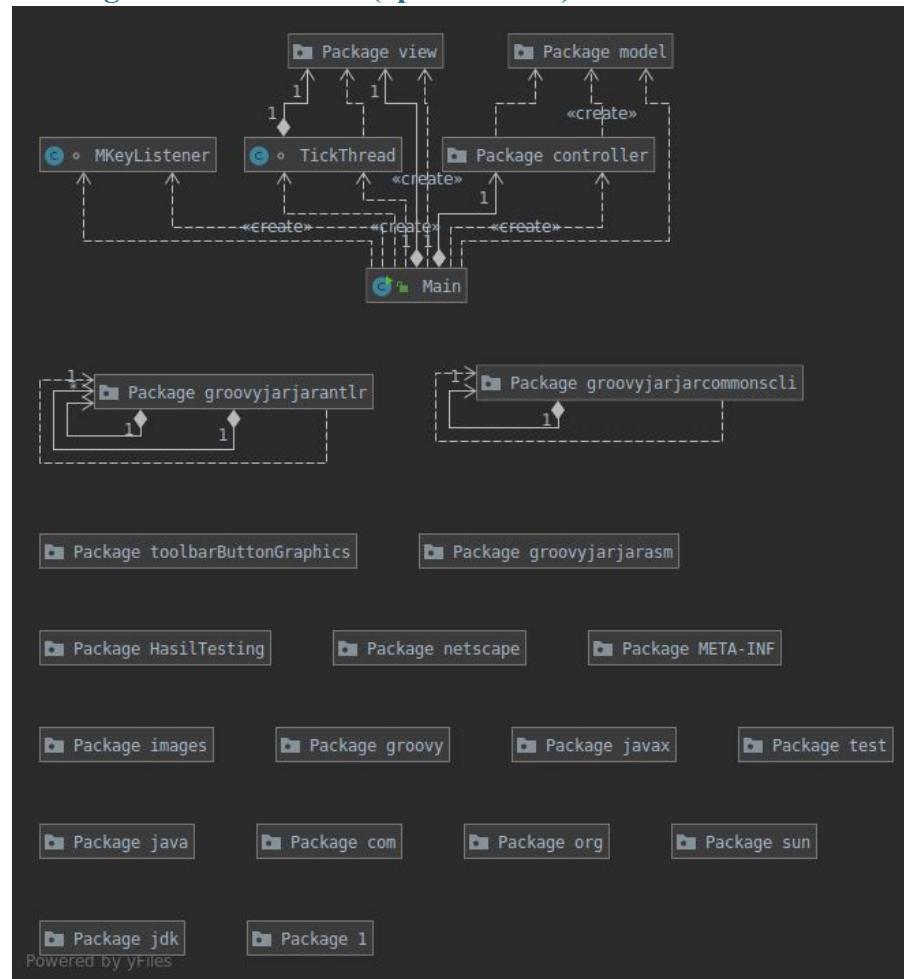 Package view
Package model
1
1
1
«create»
MKeyListener
TickThread
Package controller
«create»
1
«create»
«create»
«create»
1
1
Main
1
*
Package groovyjarjarantlr
1
1
1
Package groovyjarjarcommonscli
1
Package toolbarButtonGraphics
Package groovyjarjarasm
Package HasilTesting
Package netscape
Package META-INF
Package images
Package groovy
Package javax
Package test
Package java
Package com
Package org
Package sun
Package jdk
Package 1
Powered by yFiles